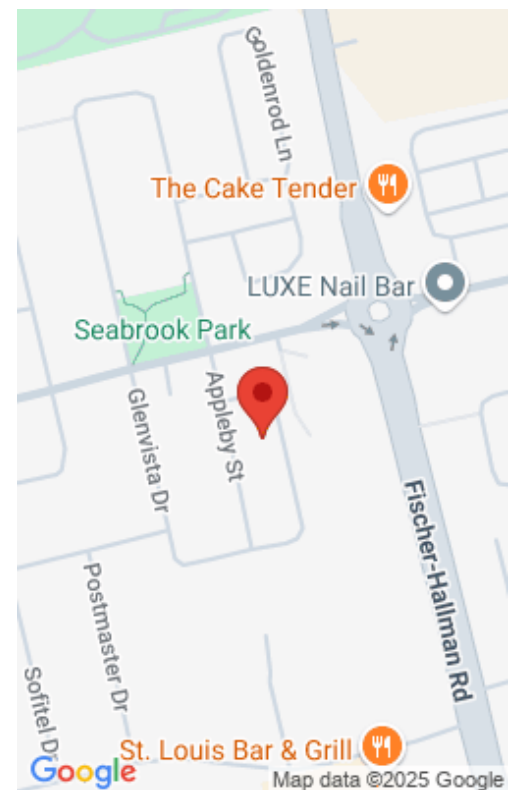 Goldenrod Ln
The Cake Tender
LUXE Nail Bar
Seabrook Park
Appleby St
Glenvista Dr
Fischer-Hallman Rd
Postmaster Dr
Sofitel Dr
St. Louis Bar & Grill
Google
Map data ©2025 Google